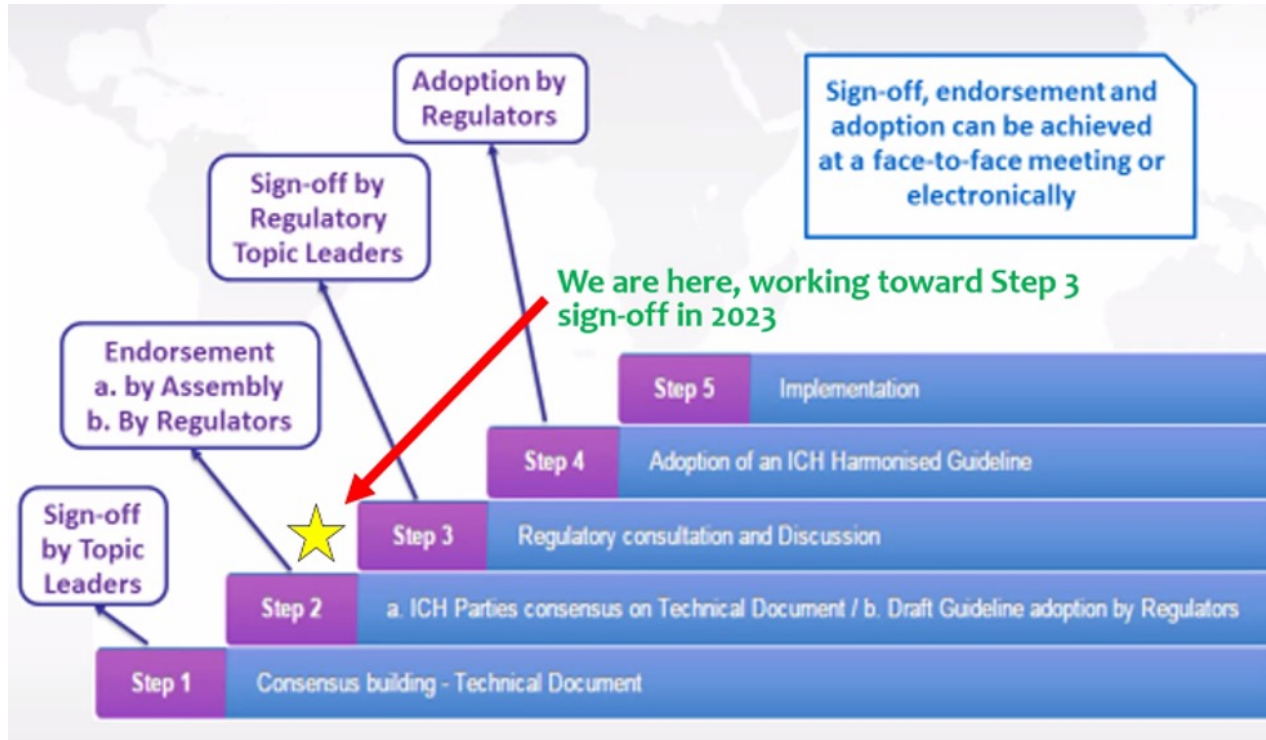 Adoption by
Regulators
Sign-off, endorsement and
adoption can be achieved
at a face-to-face meeting or
electronically
Sign-off by
Regulatory
Topic Leaders
We are here, working toward Step 3
sign-off in 2023
Endorsement
a. by Assembly
b. By Regulators
Step 5 Implementation
Step 4 Adoption of an ICH Harmonised Guideline
Sign-off
by Topic
Leaders
Step 3 Regulatory consultation and Discussion
Step 2 a. ICH Parties consensus on Technical Document / b. Draft Guideline adoption by Regulators
Step 1 Consensus building - Technical Document